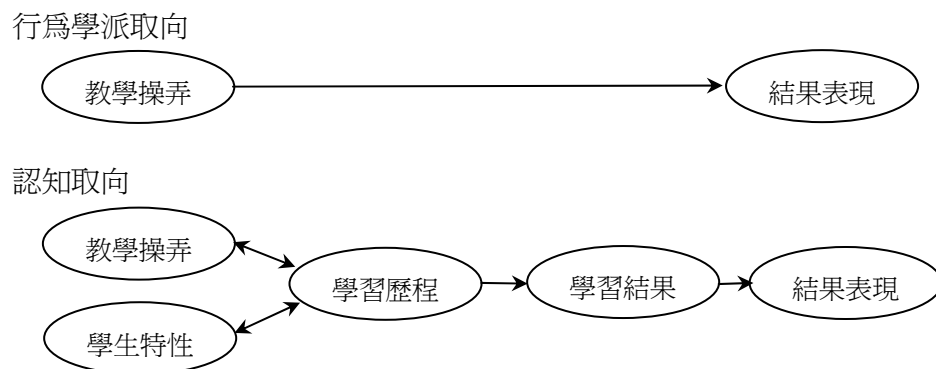 行為學派取向
教學操弄
結果表現
認知取向
教學操弄
學習歷程
學習結果
結果表現
學生特性